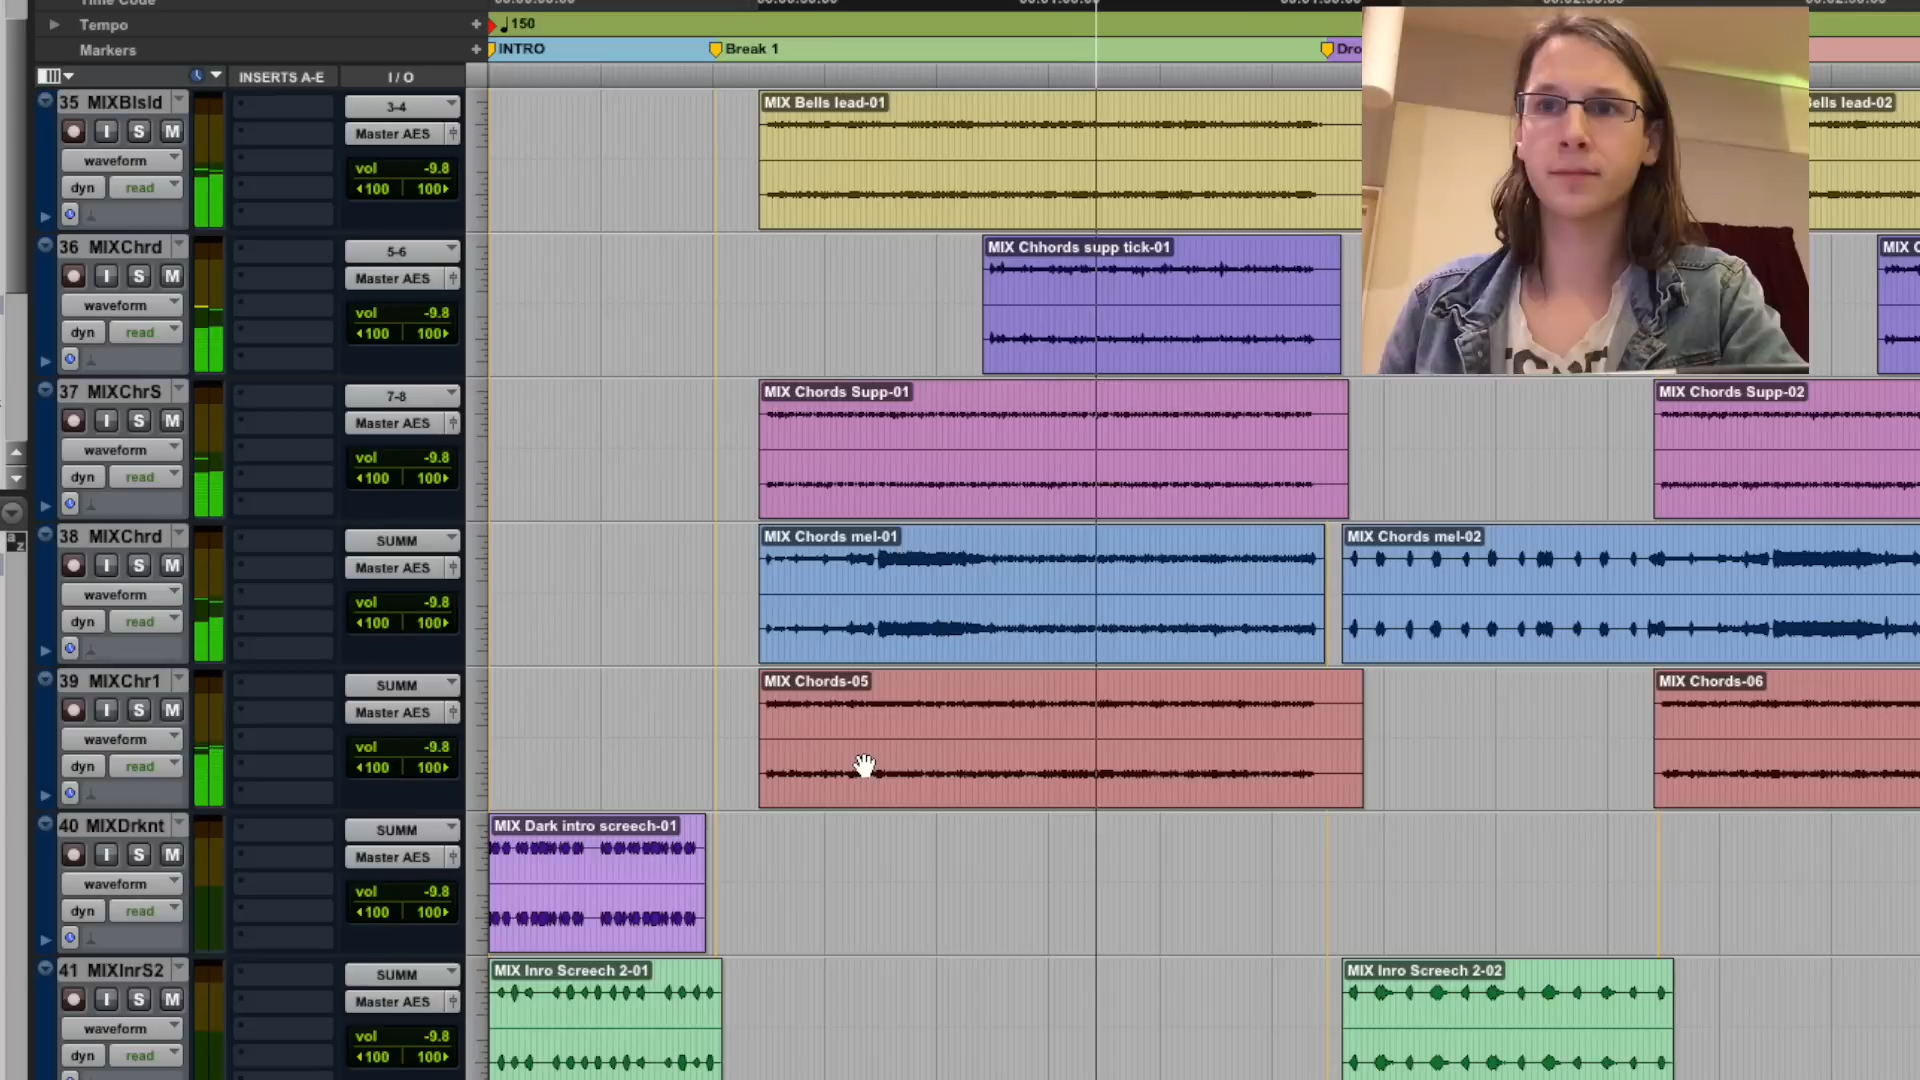 Time Code
Tempo
150
Markers
INTRO
Break 1
Dro
INSERTS A-E
I / O
35 MIXBlsld
I S M
waveform
dyn read
3-4
Master AES
vol -9.8
100 100
MIX Bells lead-01
ells lead-02
36 MIXChrd
I S M
waveform
dyn read
5-6
Master AES
vol -9.8
100 100
MIX Chhords supp tick-01
MIX C
37 MIXChrS
I S M
waveform
dyn read
7-8
Master AES
vol -9.8
100 100
MIX Chords Supp-01
MIX Chords Supp-02
38 MIXChrd
I S M
waveform
dyn read
SUMM
Master AES
vol -9.8
100 100
MIX Chords mel-01
MIX Chords mel-02
39 MIXChr1
I S M
waveform
dyn read
SUMM
Master AES
vol -9.8
100 100
MIX Chords-05
MIX Chords-06
40 MIXDrknt
I S M
waveform
dyn read
SUMM
Master AES
vol -9.8
100 100
MIX Dark intro screech-01
41 MIXInrS2
I S M
waveform
dyn read
SUMM
Master AES
vol -9.8
100 100
MIX Inro Screech 2-01
MIX Inro Screech 2-02
a
z